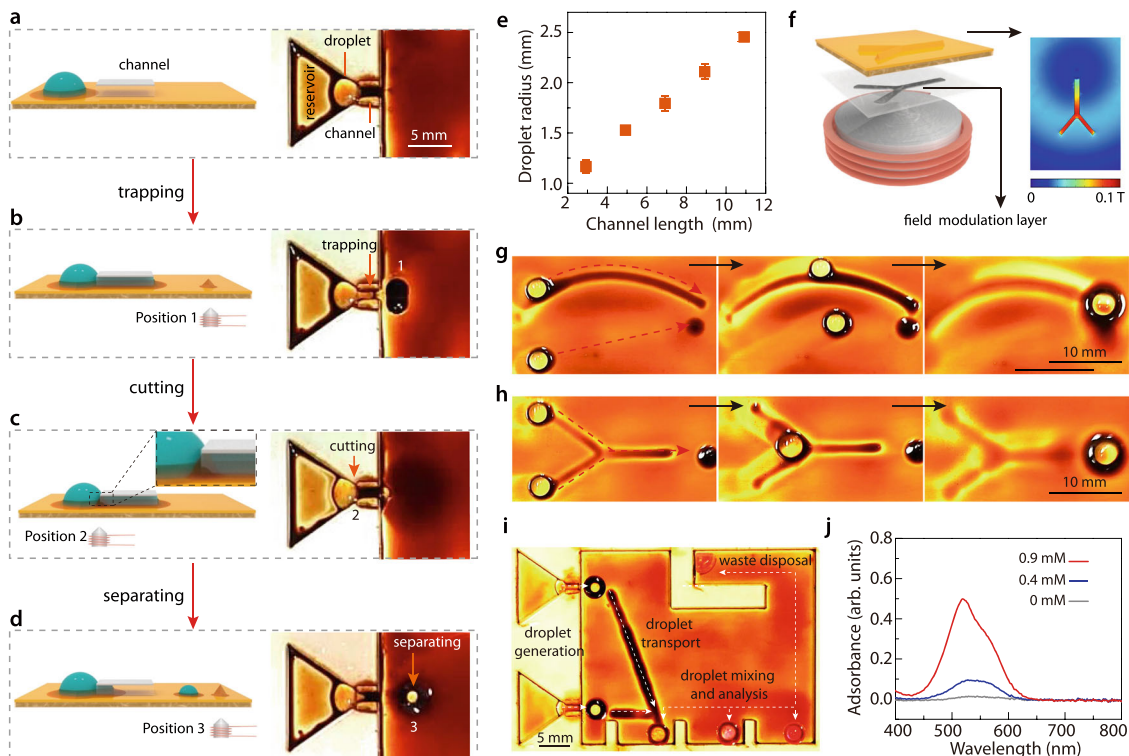 a
channel
droplet
reservoir
channel
5 mm
trapping
b
Position 1
trapping
1
cutting
c
Position 2
cutting
2
separating
d
Position 3
separating
3
e
Droplet radius (mm)
2.5
2.0
1.5
1.0
2 4 6 8 10 12
Channel length (mm)
f
0 0.1 T
field modulation layer
g
10 mm
h
10 mm
i
waste disposal
droplet
generation
droplet
transport
droplet mixing
and analysis
5 mm
j
Adsorbance (arb. units)
0.8
0.6
0.4
0.2
0.0
0.9 mM
0.4 mM
0 mM
400 500 600 700 800
Wavelength (nm)